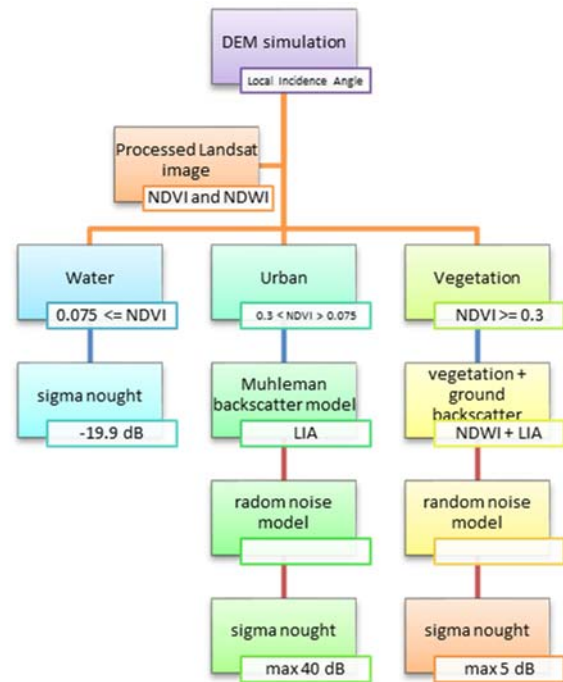 DEM simulation
Local Incidence Angle
Processed Landsat
image
NDVI and NDWI
Water
0.075 <= NDVI
Urban
0.3 < NDVI > 0.075
Vegetation
NDVI >= 0.3
sigma nought
-19.9 dB
Muhleman
backscatter model
LIA
vegetation +
ground
backscatter
NDWI + LIA
radom noise
model
random noise
model
sigma nought
max 40 dB
sigma nought
max 5 dB